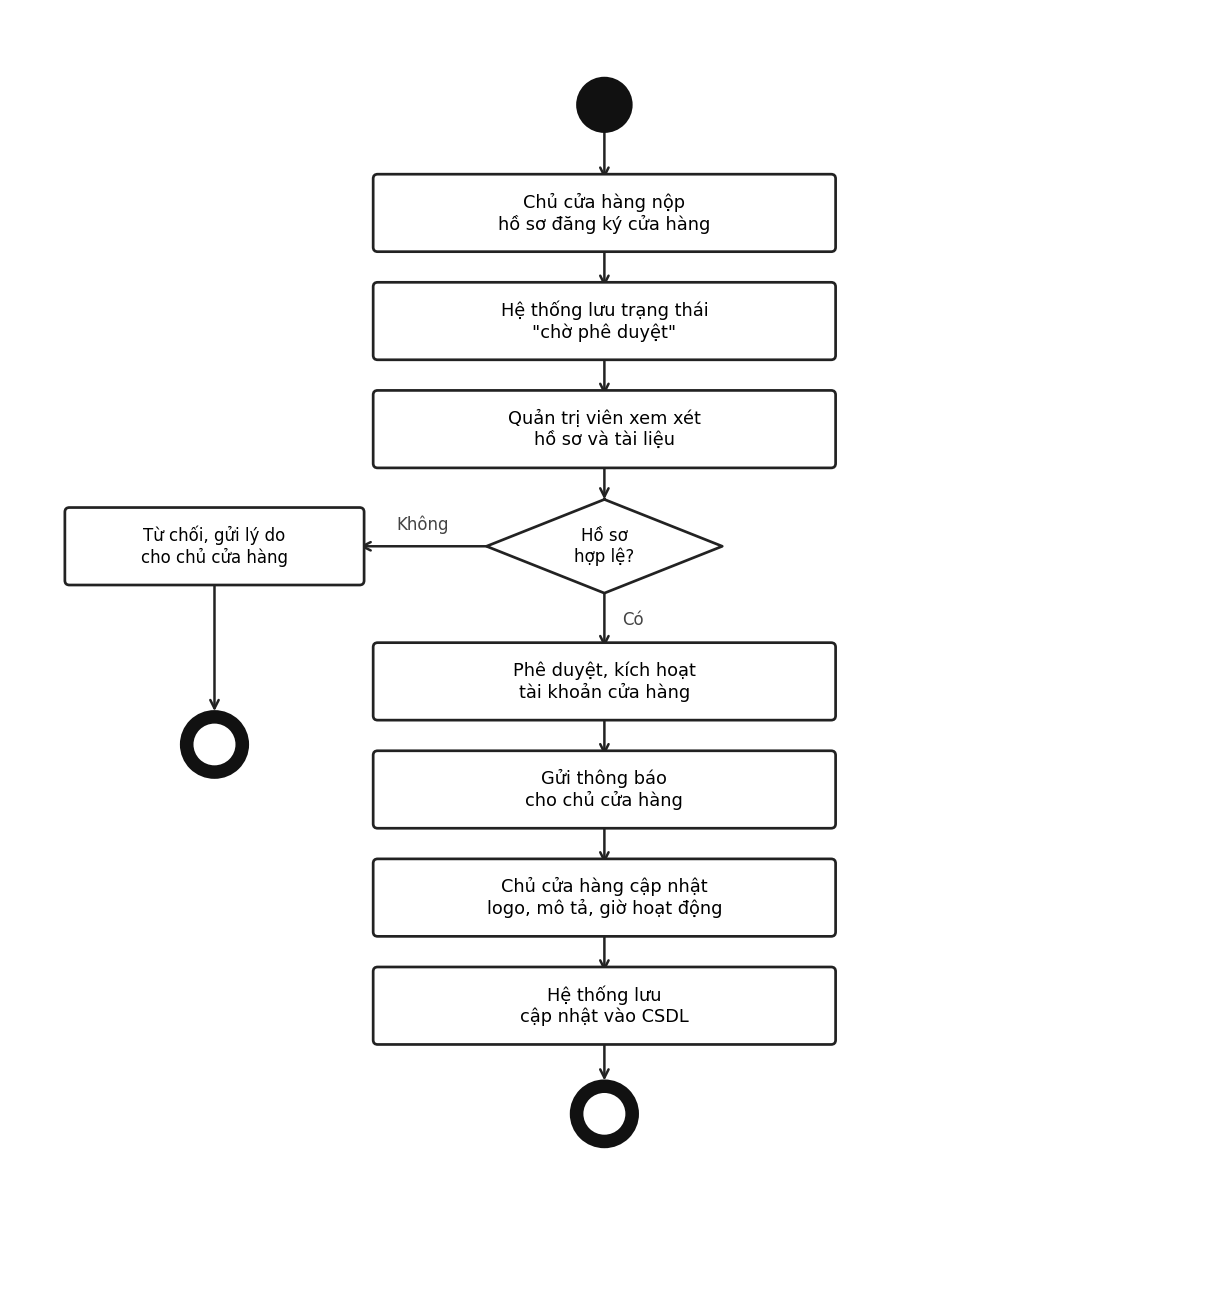 Chủ cửa hàng nộp
hồ sơ đăng ký cửa hàng
Hệ thống lưu trạng thái
"chờ phê duyệt"
Quản trị viên xem xét
hồ sơ và tài liệu
Hồ sơ
hợp lệ?
Không
Từ chối, gửi lý do
cho chủ cửa hàng
Có
Phê duyệt, kích hoạt
tài khoản cửa hàng
Gửi thông báo
cho chủ cửa hàng
Chủ cửa hàng cập nhật
logo, mô tả, giờ hoạt động
Hệ thống lưu
cập nhật vào CSDL